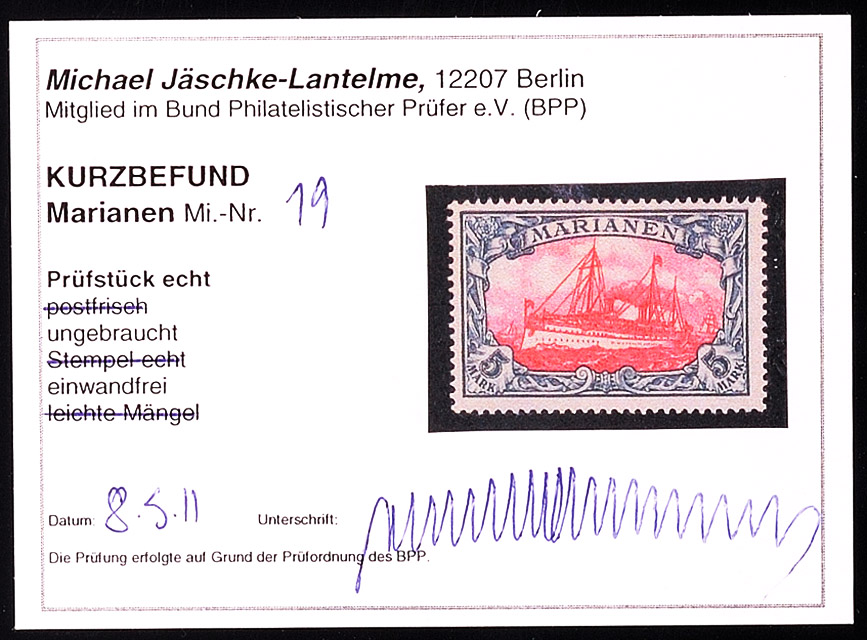 Michael Jäschke-Lantelme, 12207 Berlin
Mitglied im Bund Philatelistischer Prüfer e.V. (BPP)
KURZBEFUND
Marianen Mi.-Nr. 19
Prüfstück echt
postfrisch
ungebraucht
Stempel echt
einwandfrei
leichte Mängel
MARIANEN
5 MARK
5 MARK
Datum: 8.5.11 Unterschrift:
Die Prüfung erfolgte auf Grund der Prüfordnung des BPP.